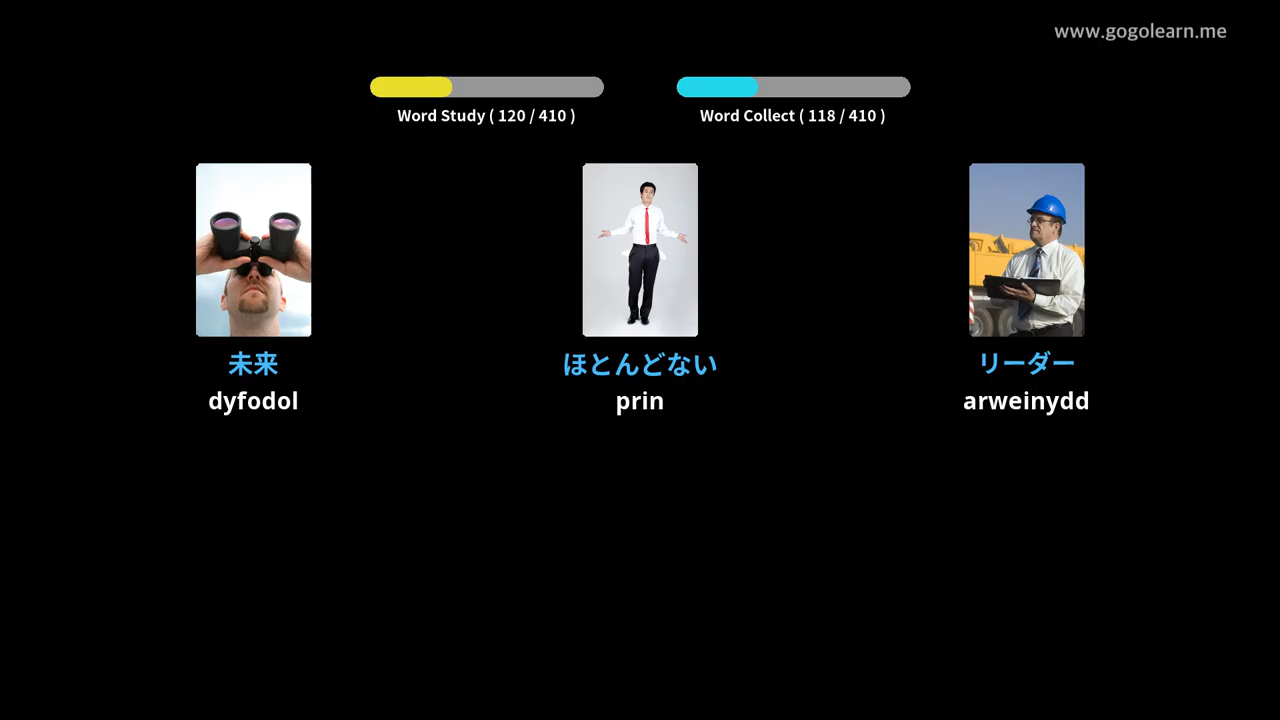 www.gogolearn.me
Word Study ( 120 / 410 )
Word Collect ( 118 / 410 )
未来
ほとんどない
リーダー
dyfodol
prin
arweinydd